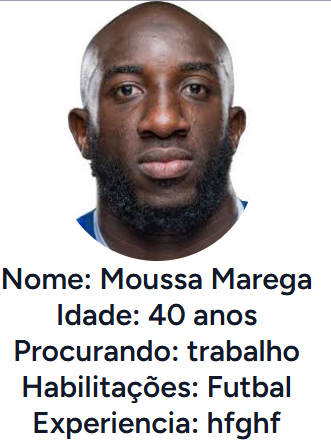 Nome: Moussa Marega
Idade: 40 anos
Procurando: trabalho
Habilitações: Futbal
Experiencia: hfghf